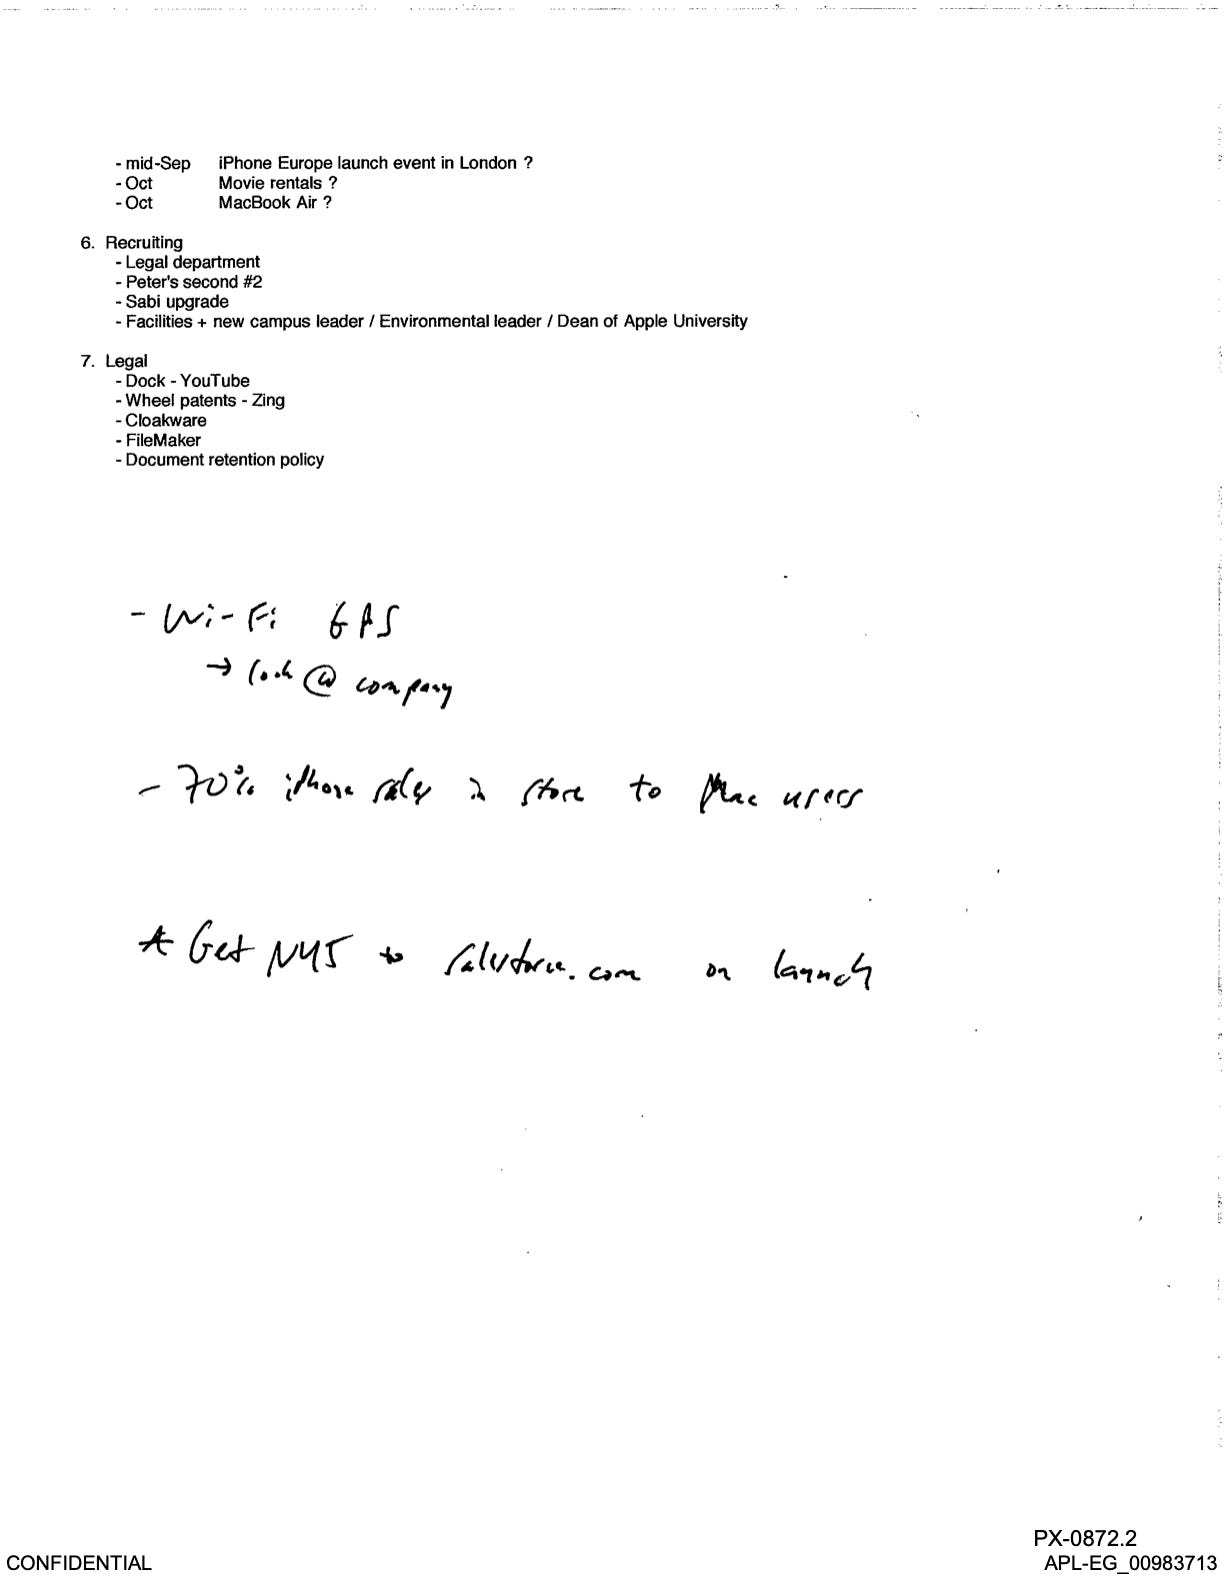 - mid-Sep iPhone Europe launch event in London ?
- Oct Movie rentals ?
- Oct MacBook Air ?
6. Recruiting
- Legal department
- Peter's second #2
- Sabi upgrade
- Facilities + new campus leader / Environmental leader / Dean of Apple University
7. Legal
- Dock - YouTube
- Wheel patents - Zing
- Cloakware
- FileMaker
- Document retention policy
- Wi-Fi GPS
→ look @ company
- 70% iPhone sales in store to Mac users
* Get to salesforce.com on launch
PX-0872.2
CONFIDENTIAL APL-EG_00983713